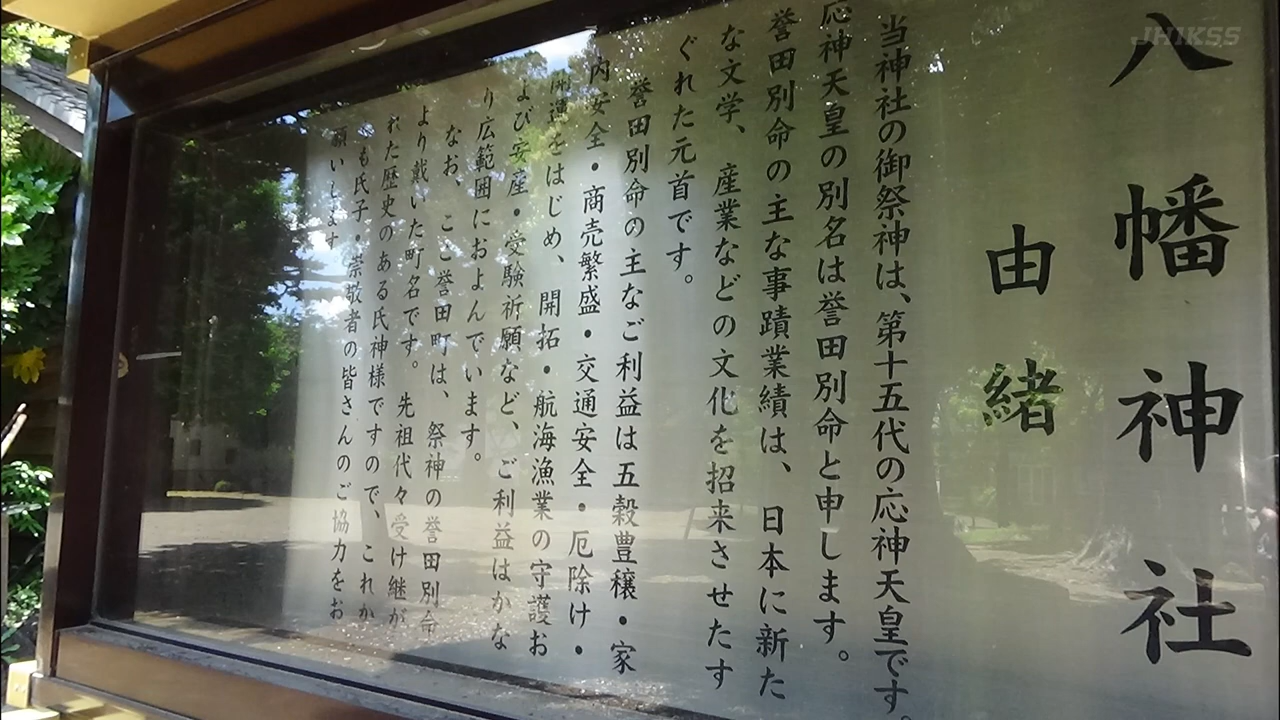 八幡神社
由緒
当神社の御祭神は、第十五代の応神天皇です。
応神天皇の別名は誉田別命と申します。
誉田別命の主な事蹟業績は、日本に新た
な文学、産業などの文化を招来させたす
ぐれた元首です。
誉田別命の主なご利益は五穀豊穣・家
内安全・商売繁盛・交通安全・厄除け・
開運をはじめ、開拓・航海漁業の守護お
よび安産・受験祈願など、ご利益はかな
り広範囲におよんでいます。
なお、ここ誉田町は、祭神の誉田別命
より戴いた町名です。先祖代々受け継が
れた歴史のある氏神様ですので、これか
らも氏子・崇敬者の皆さんのご協力をお
願いします
JHIKSS